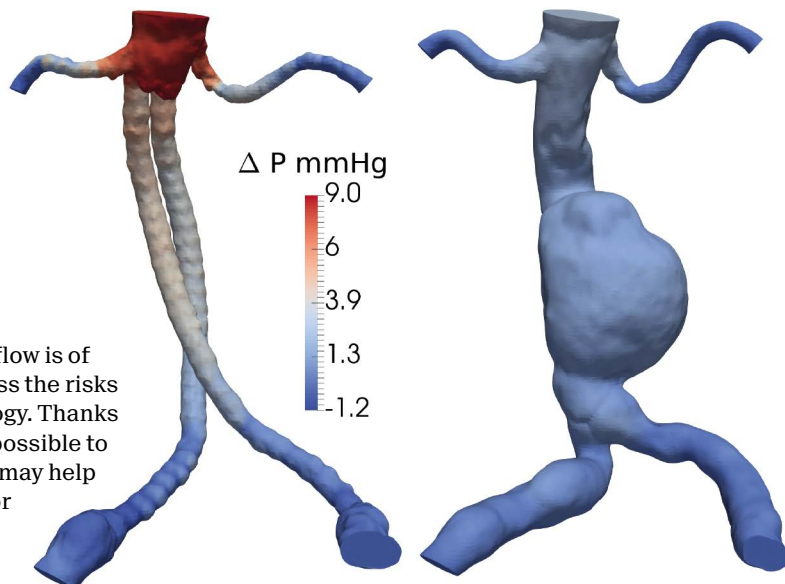 Δ P mmHg
9.0
6
3.9
1.3
-1.2
flow is of
ss the risks
ogy. Thanks
possible to
may help
or